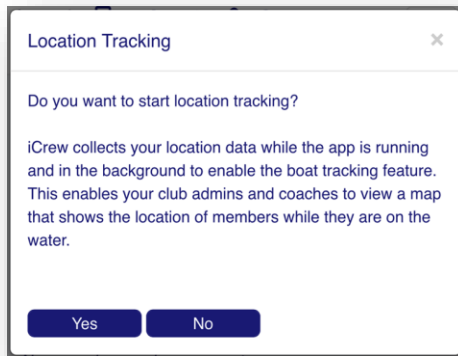 Location Tracking ×
Do you want to start location tracking?
iCrew collects your location data while the app is running
and in the background to enable the boat tracking feature.
This enables your club admins and coaches to view a map
that shows the location of members while they are on the
water.
Yes No